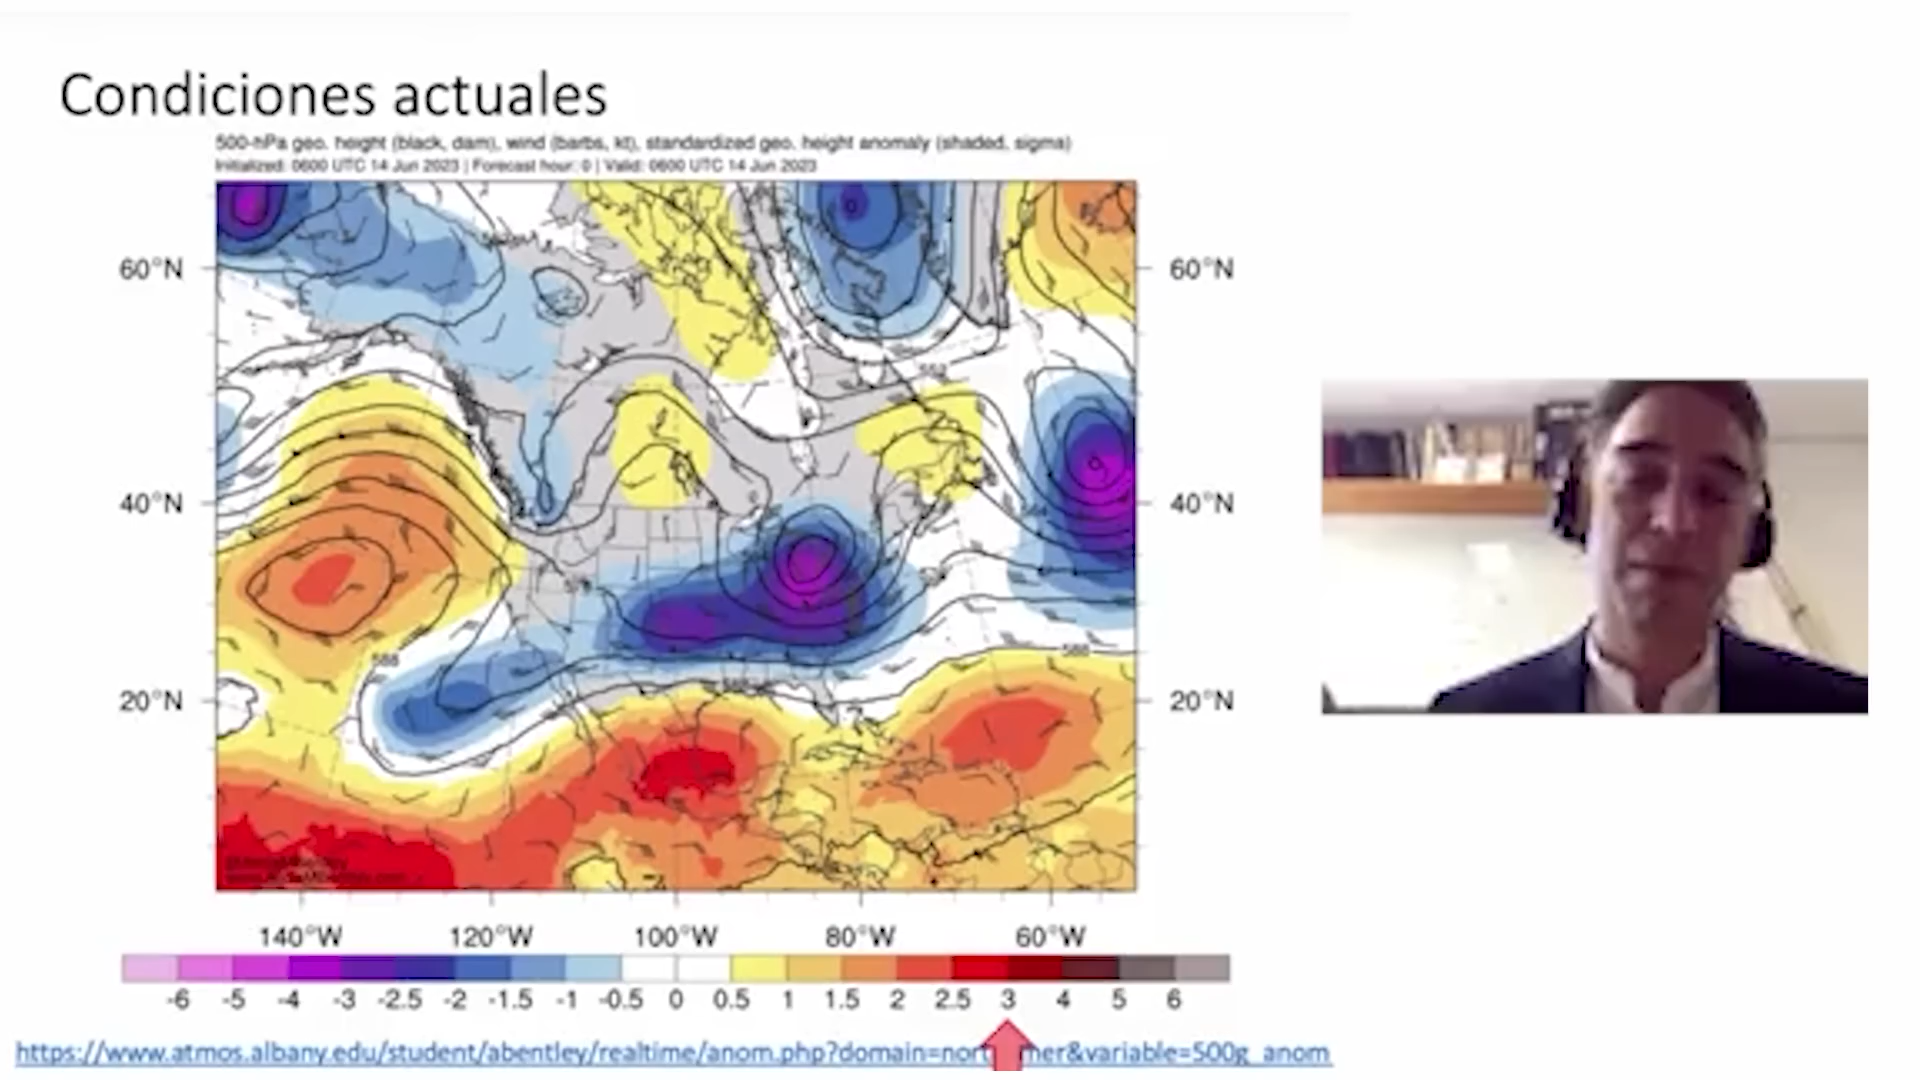 Condiciones actuales
500-hPa geo. height (black, dam), wind (barbs, kt), standardized geo. height anomaly (shaded, sigma)
Initialized: 0600 UTC 14 Jun 2023 | Forecast hour: 0 | Valid: 0600 UTC 14 Jun 2023
60°N 60°N
552
40°N 40°N
588 588
588
20°N 20°N
140°W 120°W 100°W 80°W 60°W
-6 -5 -4 -3 -2.5 -2 -1.5 -1 -0.5 0 0.5 1 1.5 2 2.5 3 4 5 6
https://www.atmos.albany.edu/student/abentley/realtime/anom.php?domain=nort mer&variable=500g_anom